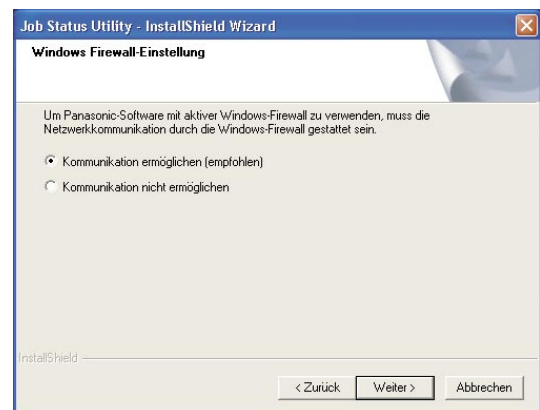 Job Status Utility - InstallShield Wizard
Windows Firewall-Einstellung
Um Panasonic-Software mit aktiver Windows-Firewall zu verwenden, muss die
Netzwerkkommunikation durch die Windows-Firewall gestattet sein.
Kommunikation ermöglichen (empfohlen)
Kommunikation nicht ermöglichen
InstallShield
< Zurück Weiter > Abbrechen